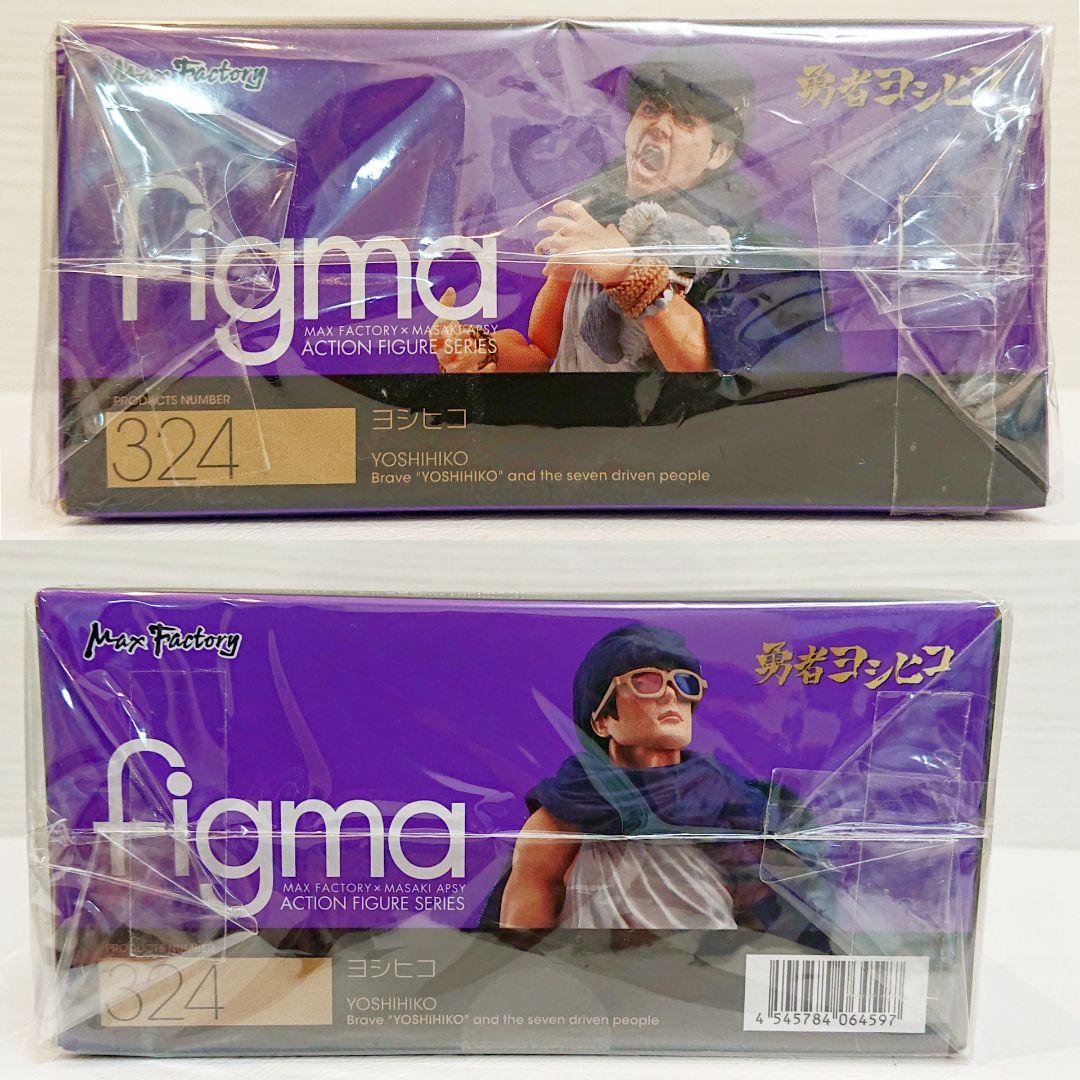 Max Factory
勇者ヨシヒコ
figma
MAX FACTORY × MASAKI APSY
ACTION FIGURE SERIES
PRODUCTS NUMBER
324
ヨシヒコ
YOSHIHIKO
Brave "YOSHIHIKO" and the seven driven people
Max Factory
勇者ヨシヒコ
figma
MAX FACTORY × MASAKI APSY
ACTION FIGURE SERIES
PRODUCTS NUMBER
324
ヨシヒコ
YOSHIHIKO
Brave "YOSHIHIKO" and the seven driven people
4 545784 064597